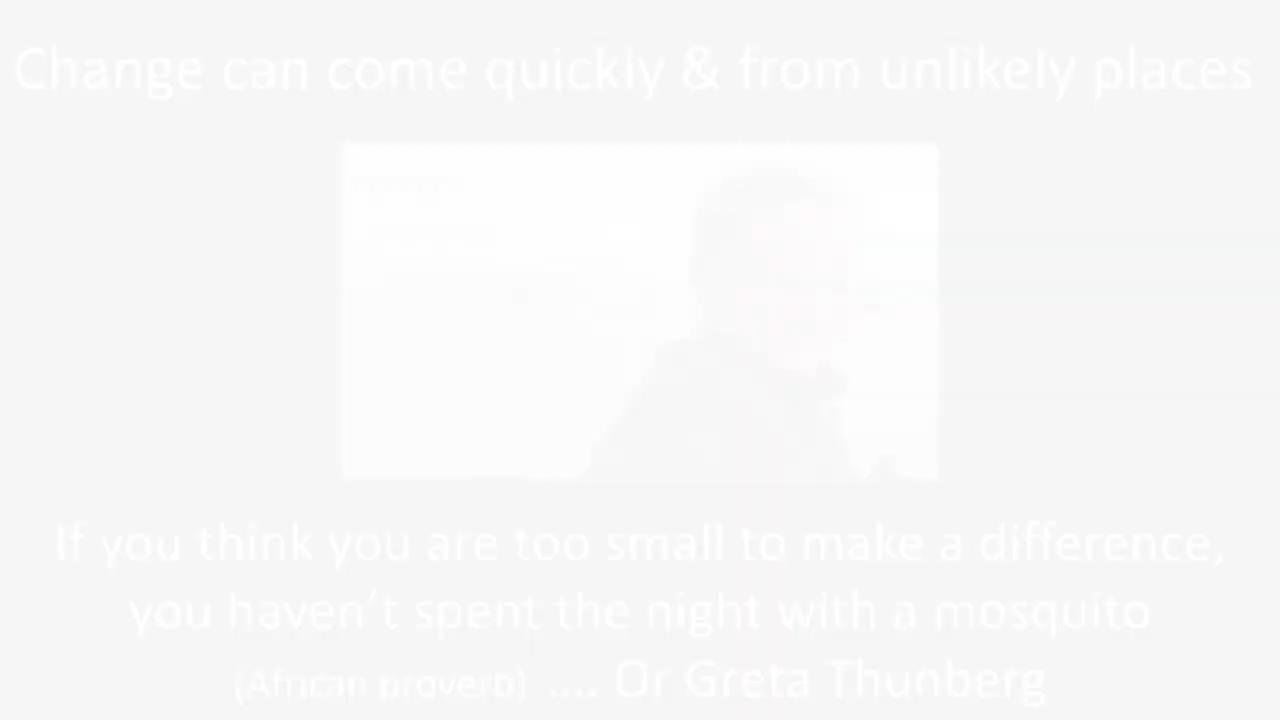 Change can come quickly & from unlikely places
If you think you are too small to make a difference,
you haven't spent the night with a mosquito
(African proverb) .... Or Greta Thunberg